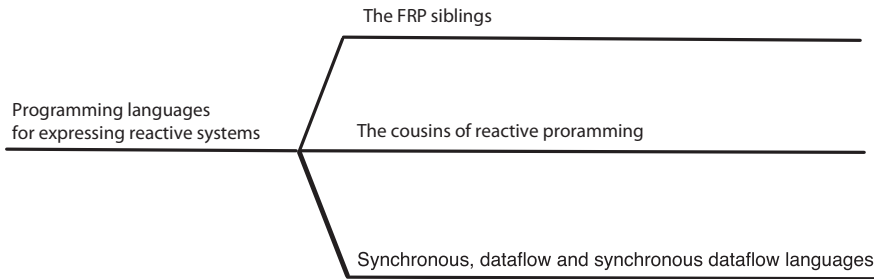 The FRP siblings
Programming languages
for expressing reactive systems
The cousins of reactive proramming
Synchronous, dataflow and synchronous dataflow languages